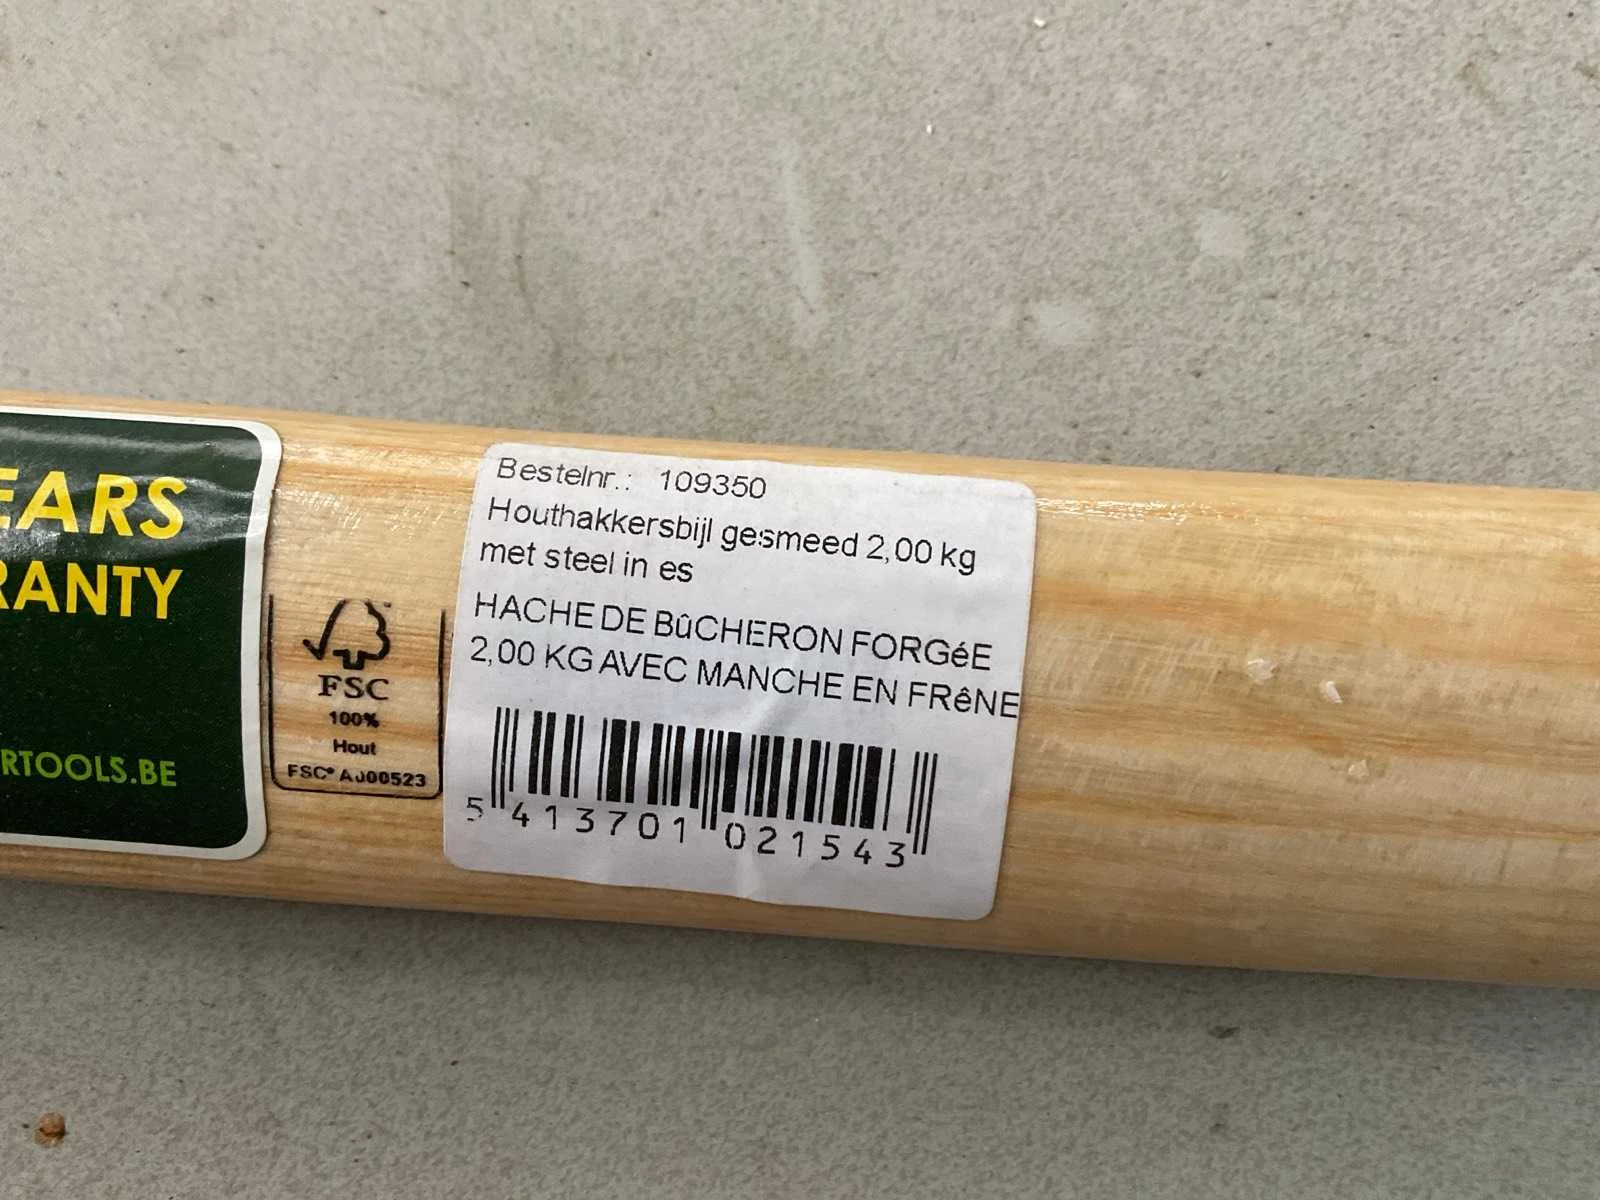 EARS
RANTY
RTOOLS.BE
FSC
100%
Hout
FSC® A000523
Bestelnr.: 109350
Houthakkersbijl gesmeed 2,00 kg
met steel in es
HACHE DE BûCHERON FORGéE
2,00 KG AVEC MANCHE EN FRêNE
5 413701 021543